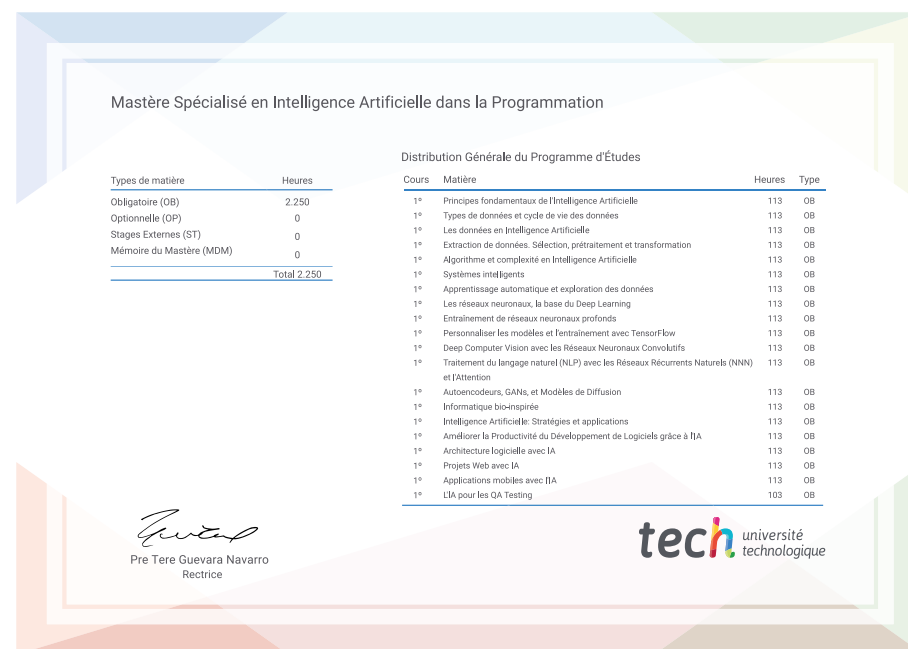 Mastère Spécialisé en Intelligence Artificielle dans la Programmation
Types de matière Heures
Obligatoire (OB) 2.250
Optionnelle (OP) 0
Stages Externes (ST) 0
Mémoire du Mastère (MDM) 0
Total 2.250
Distribution Générale du Programme d'Études
Cours Matière Heures Type
1º Principes fondamentaux de l'Intelligence Artificielle 113 OB
1º Types de données et cycle de vie des données 113 OB
1º Les données en Intelligence Artificielle 113 OB
1º Extraction de données. Sélection, prétraitement et transformation 113 OB
1º Algorithme et complexité en Intelligence Artificielle 113 OB
1º Systèmes intelligents 113 OB
1º Apprentissage automatique et exploration des données 113 OB
1º Les réseaux neuronaux, la base du Deep Learning 113 OB
1º Entraînement de réseaux neuronaux profonds 113 OB
1º Personnaliser les modèles et l'entraînement avec TensorFlow 113 OB
1º Deep Computer Vision avec les Réseaux Neuronaux Convolutifs 113 OB
1º Traitement du langage naturel (NLP) avec les Réseaux Récurrents Naturels (NNN) 113 OB
et l'Attention
1º Autoencodeurs, GANs, et Modèles de Diffusion 113 OB
1º Informatique bio-inspirée 113 OB
1º Intelligence Artificielle: Stratégies et applications 113 OB
1º Améliorer la Productivité du Développement de Logiciels grâce à l'IA 113 OB
1º Architecture logicielle avec IA 113 OB
1º Projets Web avec IA 113 OB
1º Applications mobiles avec l'IA 113 OB
1º L'IA pour les QA Testing 103 OB
Pre Tere Guevara Navarro
Rectrice
tech université
technologique